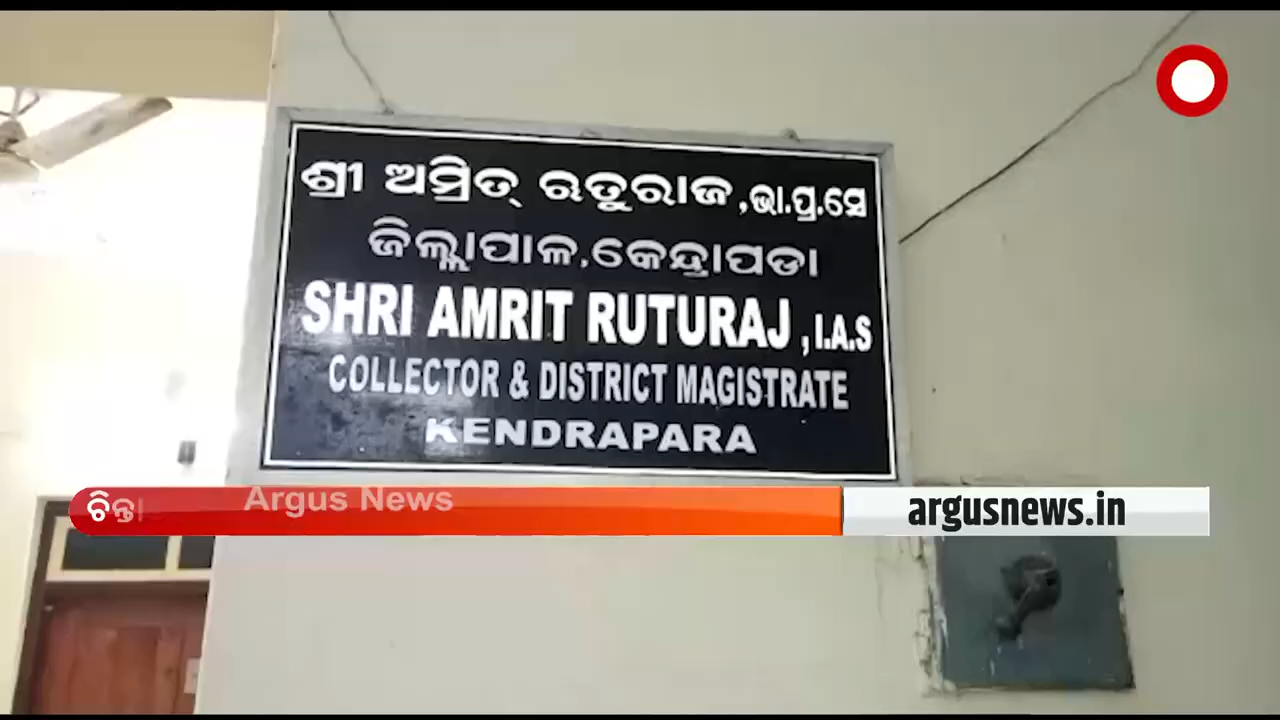 ଶ୍ରୀ ଅମ୍ରିତ୍ ଋତୁରାଜ,ଭା.ପ୍ର.ସେ
ଜିଲ୍ଲାପାଳ,କେନ୍ଦ୍ରାପଡା
SHRI AMRIT RUTURAJ, I.A.S
COLLECTOR & DISTRICT MAGISTRATE
KENDRAPARA
ଚିନ୍ତା Argus News argusnews.in